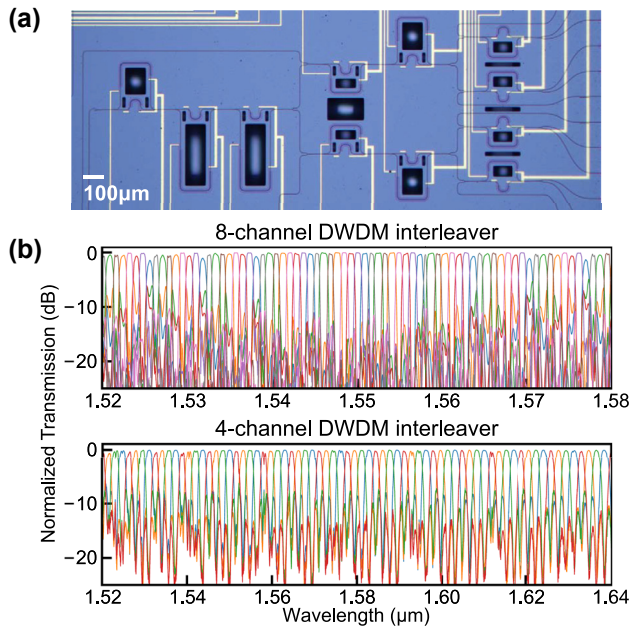 (a)
100μm
(b)
8-channel DWDM interleaver
0
−10
−20
1.52 1.53 1.54 1.55 1.56 1.57 1.58
4-channel DWDM interleaver
0
−10
−20
1.52 1.54 1.56 1.58 1.60 1.62 1.64
Normalized Transmission (dB)
Wavelength (μm)